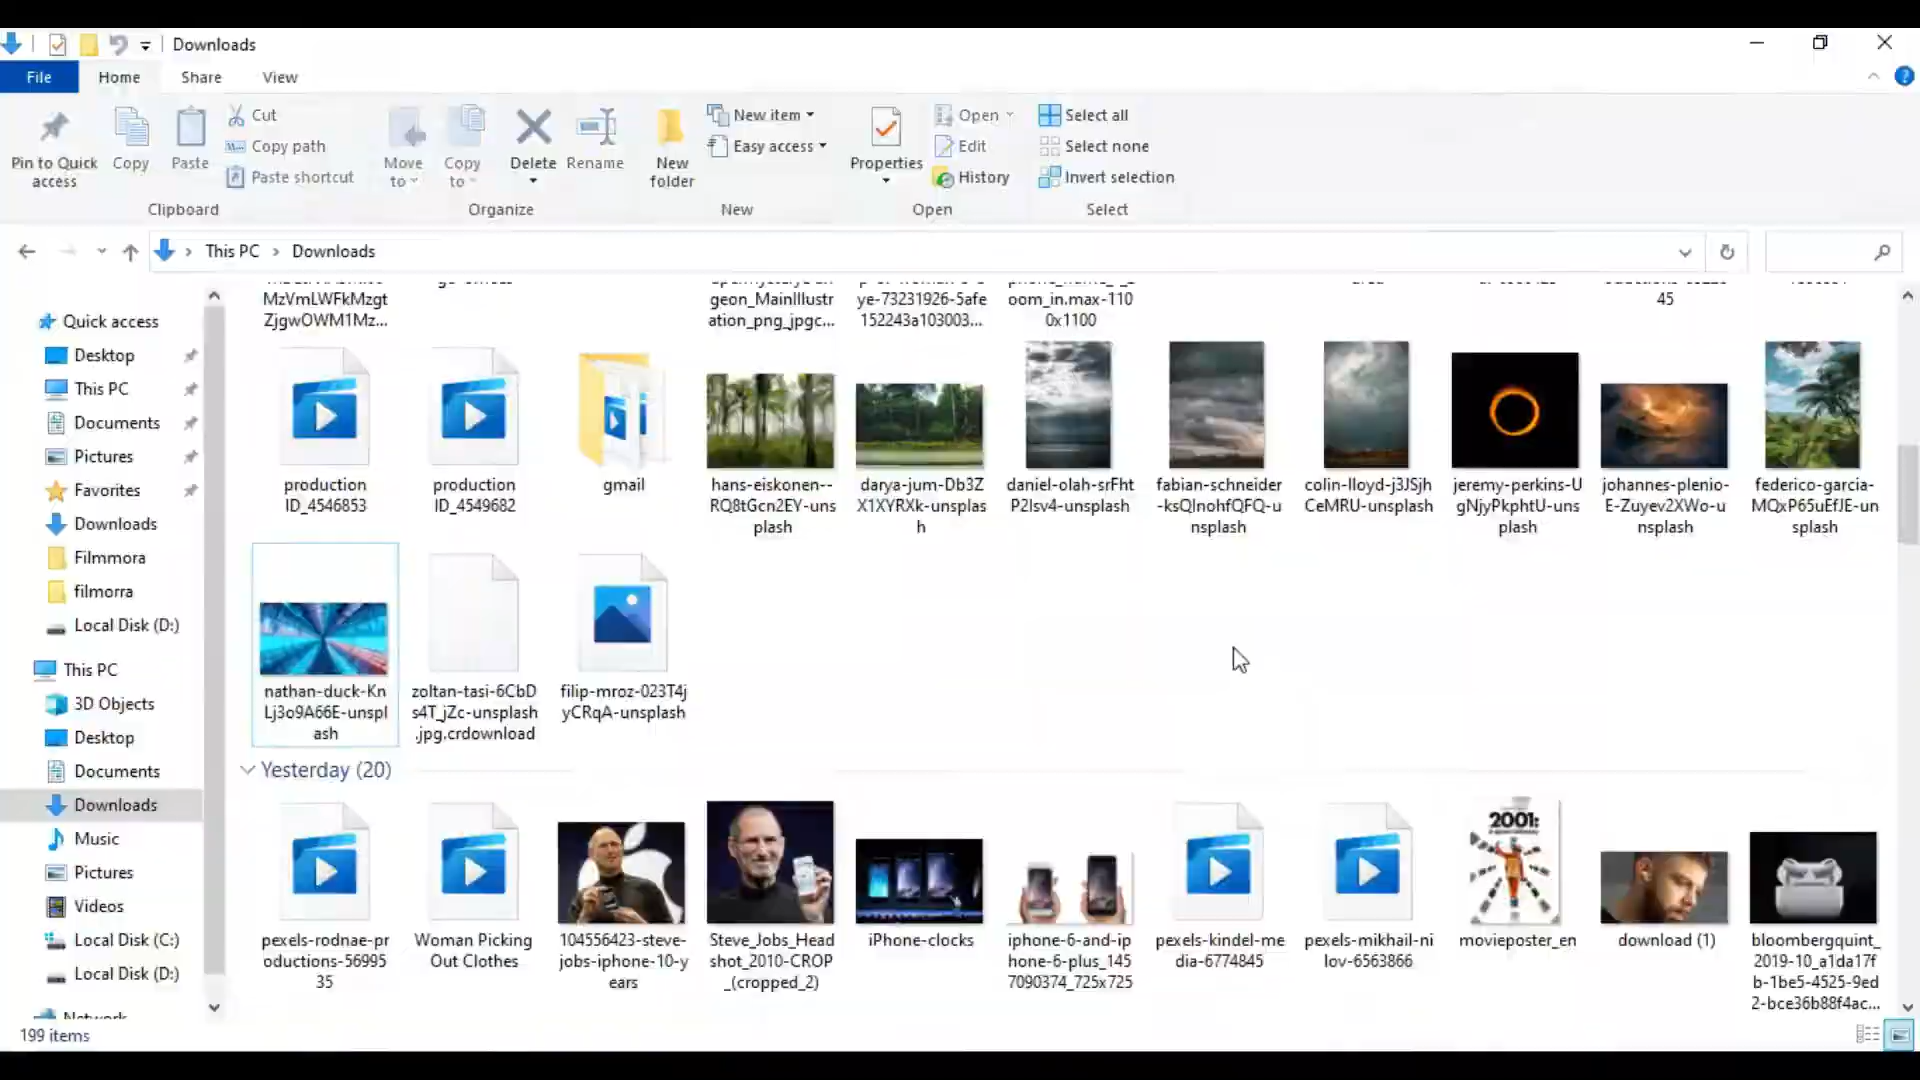 Downloads
File Home Share View
Pin to Quick access
Copy
Paste
Cut
Copy path
Paste shortcut
Clipboard
Move to
Copy to
Delete
Rename
Organize
New folder
New item
Easy access
New
Properties
Open
Edit
History
Open
Select all
Select none
Invert selection
Select
This PC > Downloads
Quick access
Desktop
This PC
Documents
Pictures
Favorites
Downloads
Filmmora
filmorra
Local Disk (D:)
This PC
3D Objects
Desktop
Documents
Downloads
Music
Pictures
Videos
Local Disk (C:)
Local Disk (D:)
Network
MzVmLWFkMzgt
ZjgwOWM1Mz...
geon_MainIllustr
ation_png_jpgc...
ye-73231926-5afe
152243a103003...
oom_in.max-110
0x1100
45
production
ID_4546853
production
ID_4549682
gmail
hans-eiskonen--
RQ8tGcn2EY-uns
plash
darya-jum-Db3Z
X1XYRXk-unsplas
h
daniel-olah-srFht
P2lsv4-unsplash
fabian-schneider
-ksQlnohfQFQ-u
nsplash
colin-lloyd-j3JSjh
CeMRU-unsplash
jeremy-perkins-U
gNjyPkphtU-uns
plash
johannes-plenio-
E-Zuyev2XWo-u
nsplash
federico-garcia-
MQxP65uEfJE-un
splash
nathan-duck-Kn
Lj3o9A66E-unspl
ash
zoltan-tasi-6CbD
s4T_jZc-unsplash
.jpg.crdownload
filip-mroz-023T4j
yCRqA-unsplash
Yesterday (20)
2001:
pexels-rodnae-pr
oductions-56995
35
Woman Picking
Out Clothes
104556423-steve-
jobs-iphone-10-y
ears
Steve_Jobs_Head
shot_2010-CROP
_(cropped_2)
iPhone-clocks
iphone-6-and-ip
hone-6-plus_145
7090374_725x725
pexels-kindel-me
dia-6774845
pexels-mikhail-ni
lov-6563866
movieposter_en
download (1)
bloombergquint_
2019-10_a1da17f
b-1be5-4525-9ed
2-bce36b88f4ac...
199 items